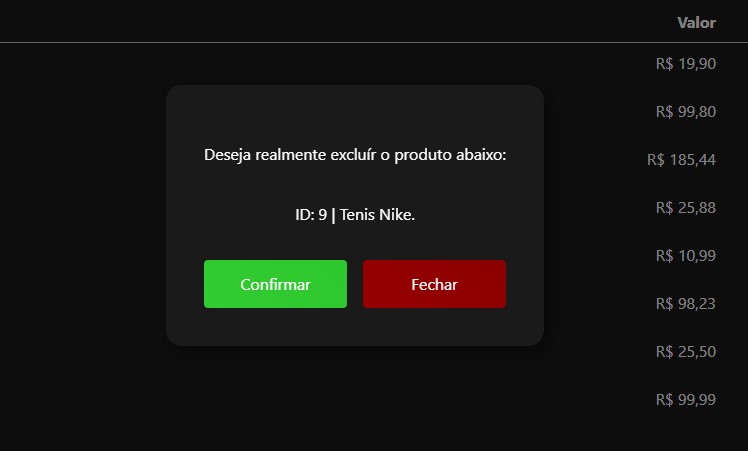 Valor
R$ 19,90
R$ 99,80
Deseja realmente excluír o produto abaixo:
R$ 185,44
ID: 9 | Tenis Nike.
R$ 25,88
R$ 10,99
Confirmar
Fechar
R$ 98,23
R$ 25,50
R$ 99,99